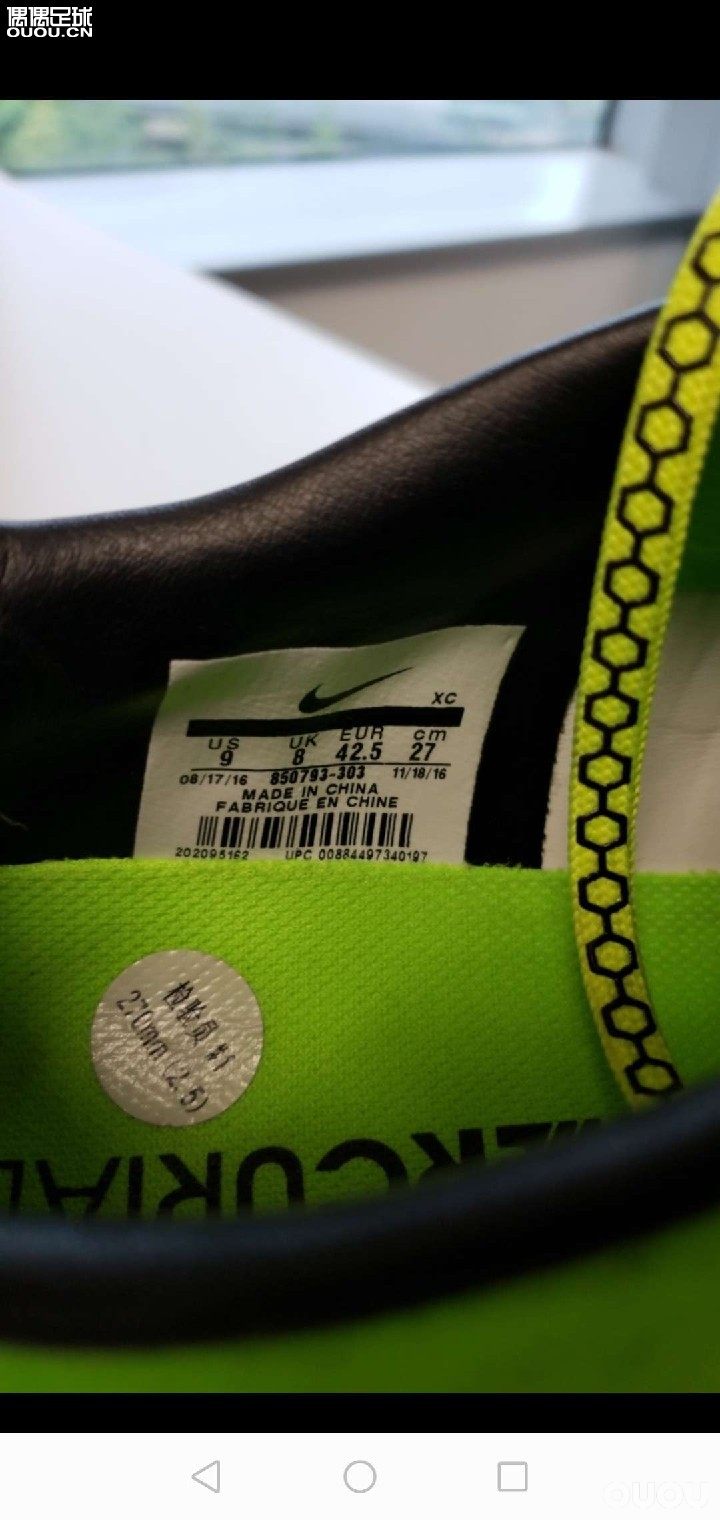 偶偶足球
OUOU.CN
XC
US UK EUR cm
9 8 42.5 27
08/17/16 850793-303 11/18/16
MADE IN CHINA
FABRIQUE EN CHINE
202095162 UPC 00884497340197
检验员 #1
270mm (2.5)
MERCURIAL
OUOU